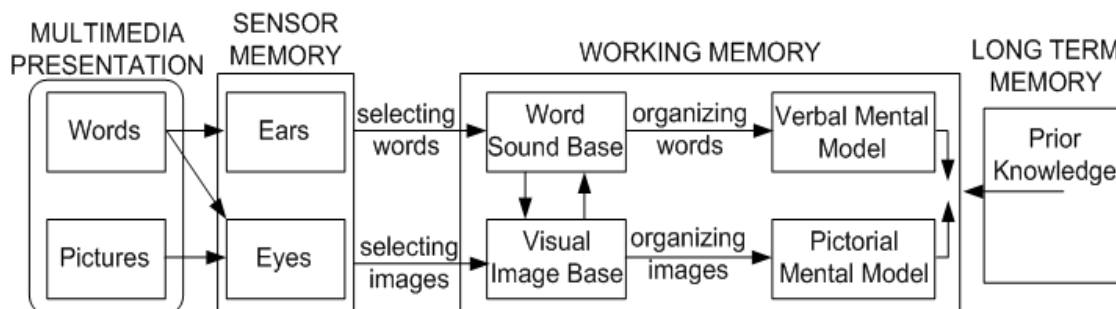 MULTIMEDIA
PRESENTATION
SENSOR
MEMORY
WORKING MEMORY
LONG TERM
MEMORY
Words
Ears
selecting
words
Word
Sound Base
organizing
words
Verbal Mental
Model
Prior
Knowledge
Pictures
Eyes
selecting
images
Visual
Image Base
organizing
images
Pictorial
Mental Model